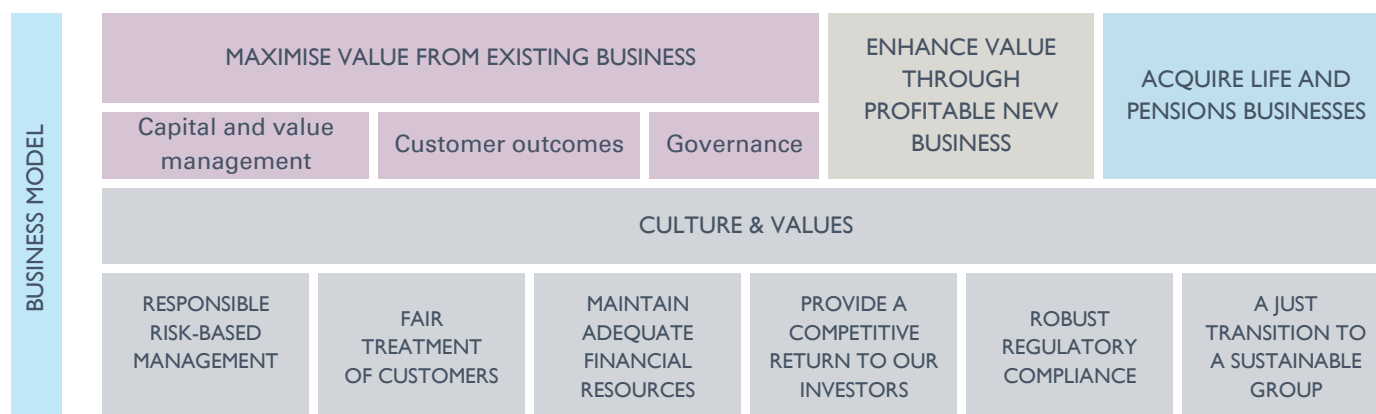 BUSINESS MODEL
MAXIMISE VALUE FROM EXISTING BUSINESS
Capital and value
management
Customer outcomes
Governance
ENHANCE VALUE
THROUGH
PROFITABLE NEW
BUSINESS
ACQUIRE LIFE AND
PENSIONS BUSINESSES
CULTURE & VALUES
RESPONSIBLE
RISK-BASED
MANAGEMENT
FAIR
TREATMENT
OF CUSTOMERS
MAINTAIN
ADEQUATE
FINANCIAL
RESOURCES
PROVIDE A
COMPETITIVE
RETURN TO OUR
INVESTORS
ROBUST
REGULATORY
COMPLIANCE
A JUST
TRANSITION TO
A SUSTAINABLE
GROUP